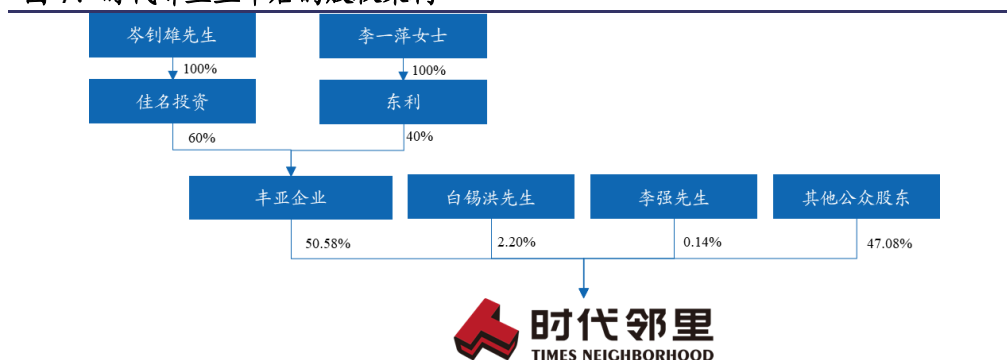 岑钊雄先生 李一萍女士
100% 100%
佳名投资 东利
60% 40%
丰亚企业 白锡洪先生 李强先生 其他公众股东
50.58% 2.20% 0.14% 47.08%
时代邻里
TIMES NEIGHBORHOOD